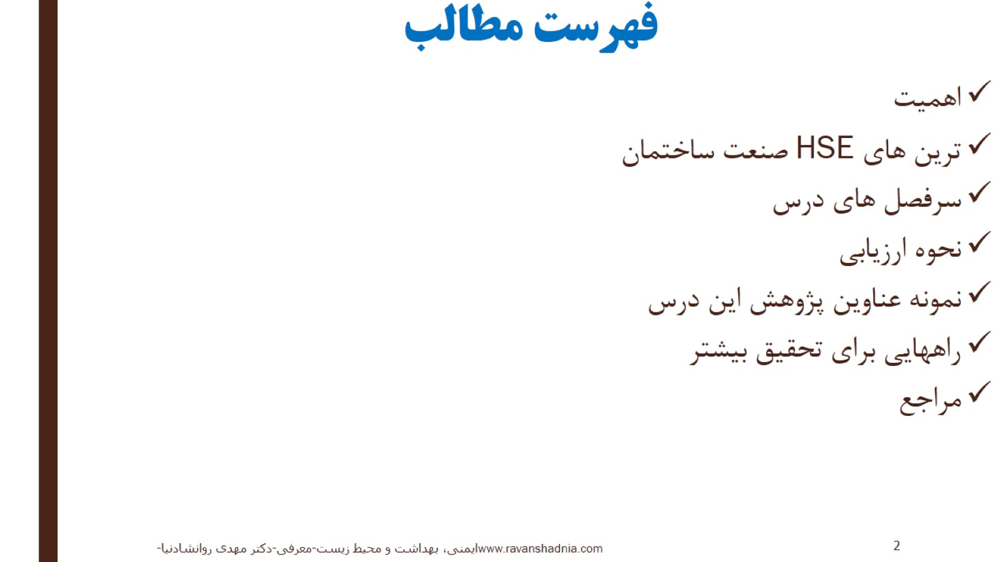 فهرست مطالب
✓ اهمیت
✓ ترین های HSE صنعت ساختمان
✓ سرفصل های درس
✓ نحوه ارزیابی
✓ نمونه عناوین پژوهش این درس
✓ راههایی برای تحقیق بیشتر
✓ مراجع
ایمنی، بهداشت و محیط زیست-معرفی-دکتر مهدی روانشادنیا-www.ravanshadnia.com
2